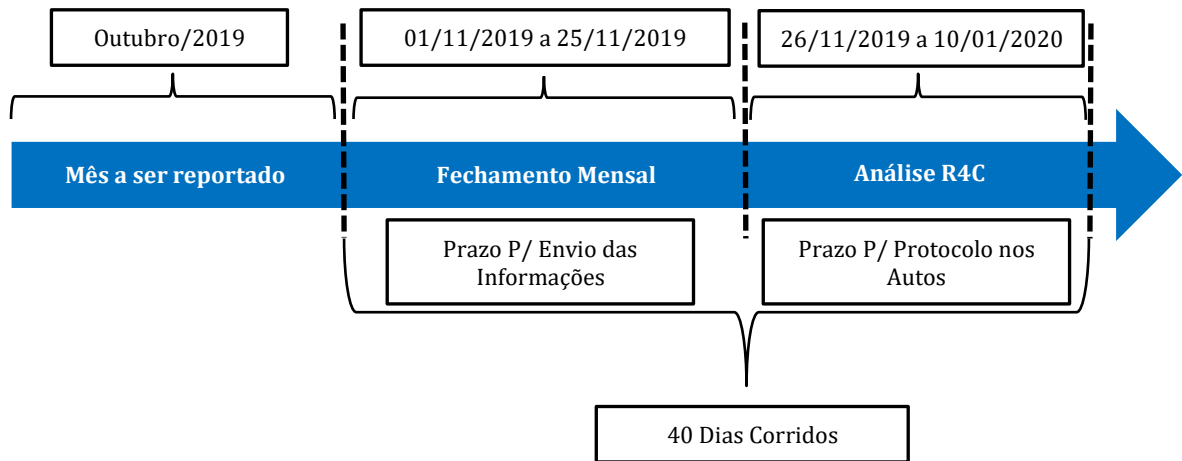 Outubro/2019
01/11/2019 a 25/11/2019
26/11/2019 a 10/01/2020
Mês a ser reportado
Fechamento Mensal
Análise R4C
Prazo P/ Envio das
Informações
Prazo P/ Protocolo nos
Autos
40 Dias Corridos